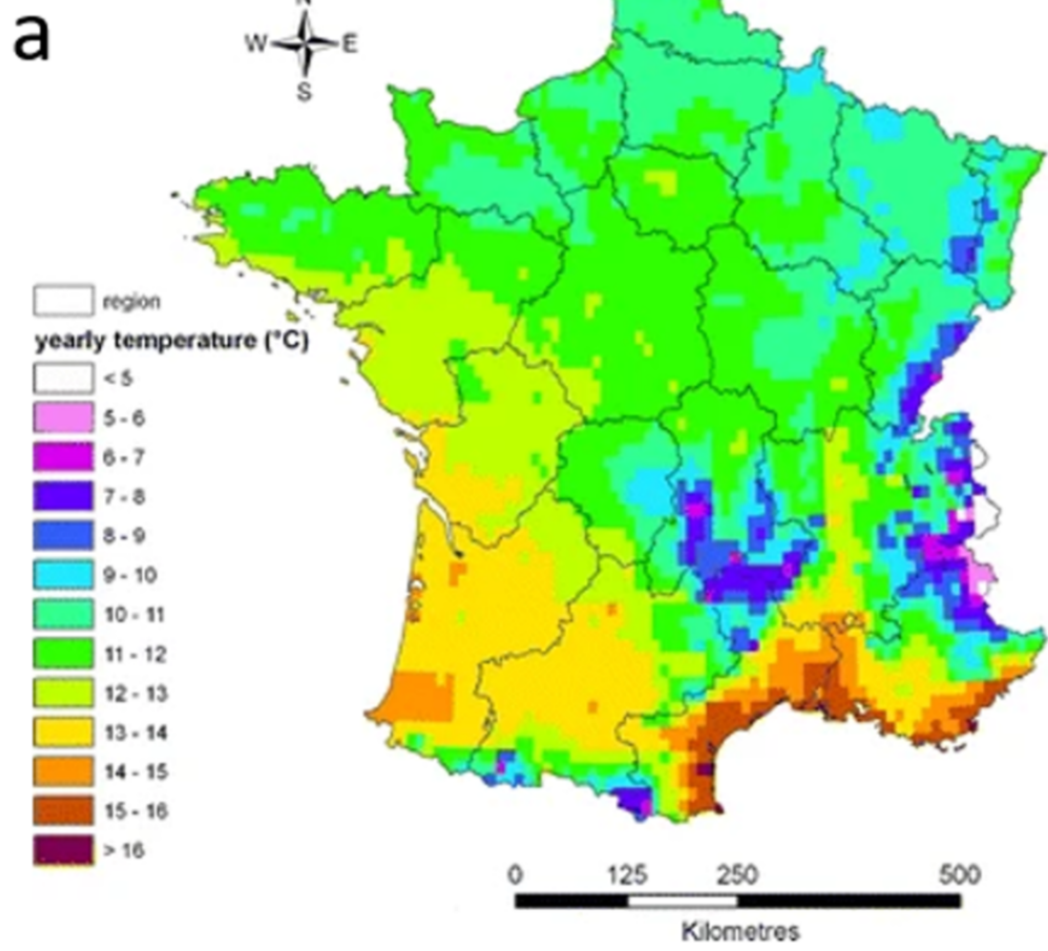 a
N
W E
S
region
yearly temperature (°C)
< 5
5 - 6
6 - 7
7 - 8
8 - 9
9 - 10
10 - 11
11 - 12
12 - 13
13 - 14
14 - 15
15 - 16
> 16
0 125 250 500
Kilometres